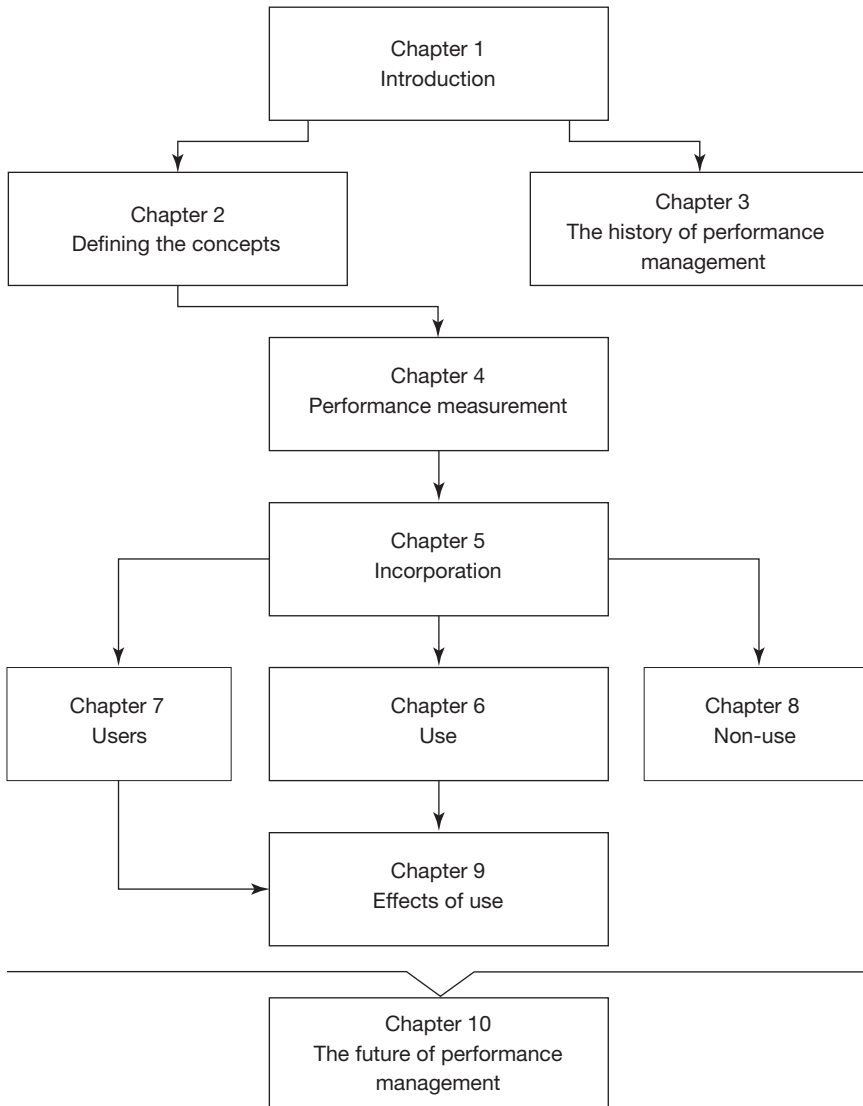 Chapter 1
Introduction
Chapter 2
Defining the concepts
Chapter 3
The history of performance
management
Chapter 4
Performance measurement
Chapter 5
Incorporation
Chapter 7
Users
Chapter 6
Use
Chapter 8
Non-use
Chapter 9
Effects of use
Chapter 10
The future of performance
management